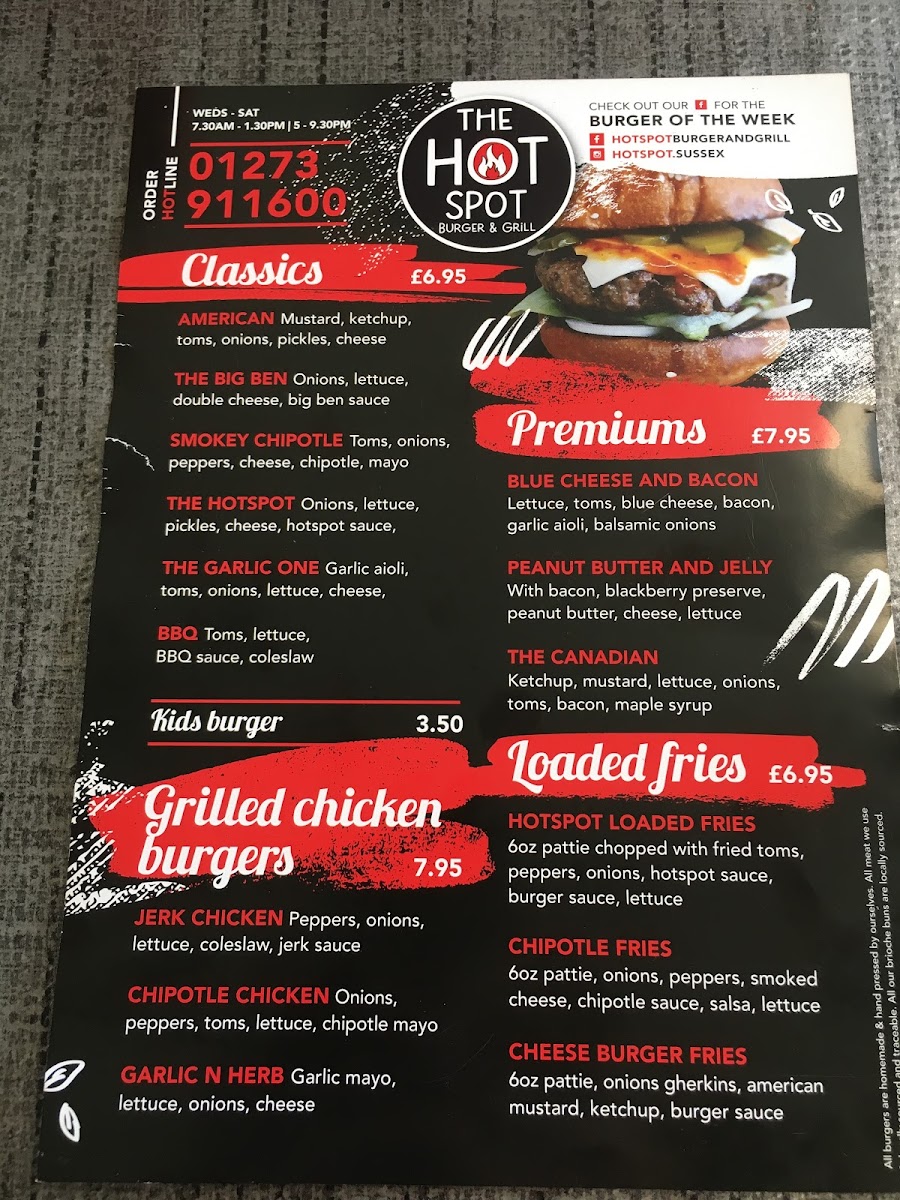 WEDS - SAT
7.30AM - 1.30PM | 5 - 9.30PM
ORDER
HOTLINE
01273
911600
THE
HOT
SPOT
BURGER & GRILL
CHECK OUT OUR f FOR THE
BURGER OF THE WEEK
HOTSPOTBURGERANDGRILL
HOTSPOT.SUSSEX
Classics £6.95
AMERICAN Mustard, ketchup,
toms, onions, pickles, cheese
THE BIG BEN Onions, lettuce,
double cheese, big ben sauce
SMOKEY CHIPOTLE Toms, onions,
peppers, cheese, chipotle, mayo
THE HOTSPOT Onions, lettuce,
pickles, cheese, hotspot sauce,
THE GARLIC ONE Garlic aioli,
toms, onions, lettuce, cheese,
BBQ Toms, lettuce,
BBQ sauce, coleslaw
Kids burger 3.50
Grilled chicken
burgers 7.95
JERK CHICKEN Peppers, onions,
lettuce, coleslaw, jerk sauce
CHIPOTLE CHICKEN Onions,
peppers, toms, lettuce, chipotle mayo
GARLIC N HERB Garlic mayo,
lettuce, onions, cheese
Premiums £7.95
BLUE CHEESE AND BACON
Lettuce, toms, blue cheese, bacon,
garlic aioli, balsamic onions
PEANUT BUTTER AND JELLY
With bacon, blackberry preserve,
peanut butter, cheese, lettuce
THE CANADIAN
Ketchup, mustard, lettuce, onions,
toms, bacon, maple syrup
Loaded fries £6.95
HOTSPOT LOADED FRIES
6oz pattie chopped with fried toms,
peppers, onions, hotspot sauce,
burger sauce, lettuce
CHIPOTLE FRIES
6oz pattie, onions, peppers, smoked
cheese, chipotle sauce, salsa, lettuce
CHEESE BURGER FRIES
6oz pattie, onions gherkins, american
mustard, ketchup, burger sauce
All burgers are homemade & hand pressed by ourselves. All meat we use
sourced and traceable. All our brioche buns are locally sourced.